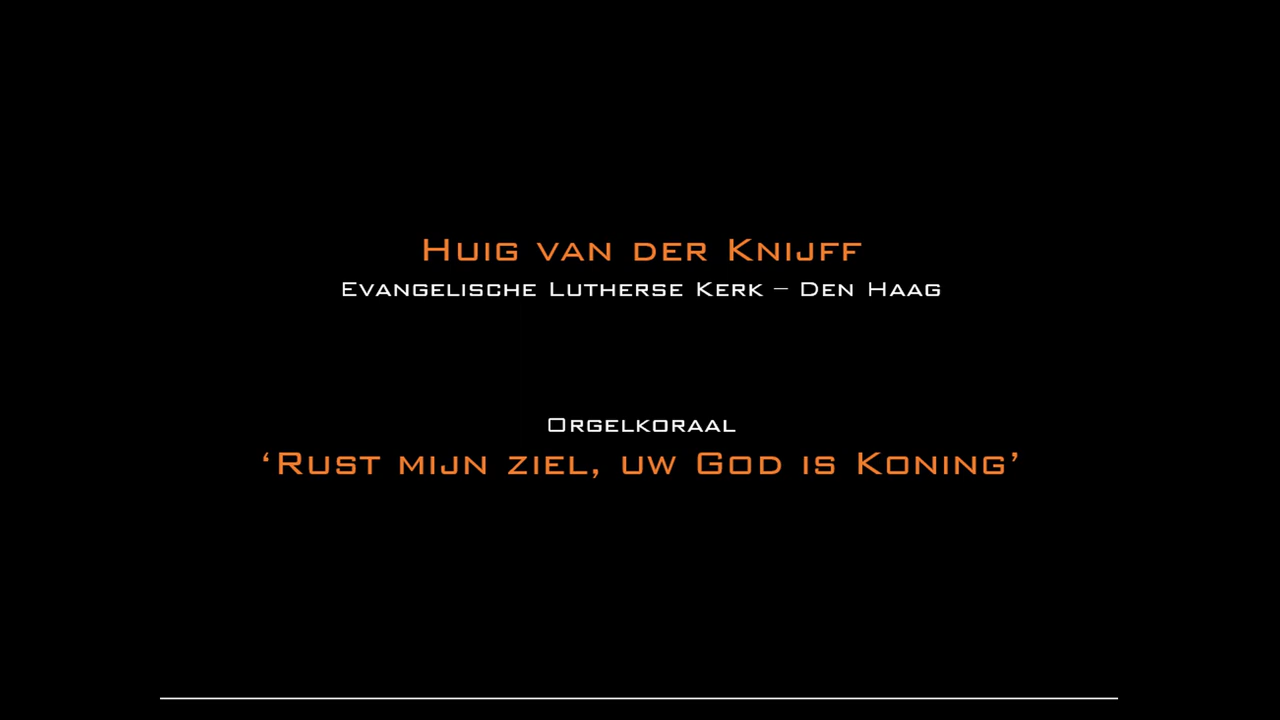 Huig van der Knijff
Evangelische Lutherse Kerk – Den Haag
Orgelkoraal
‘Rust mijn ziel, uw God is Koning’